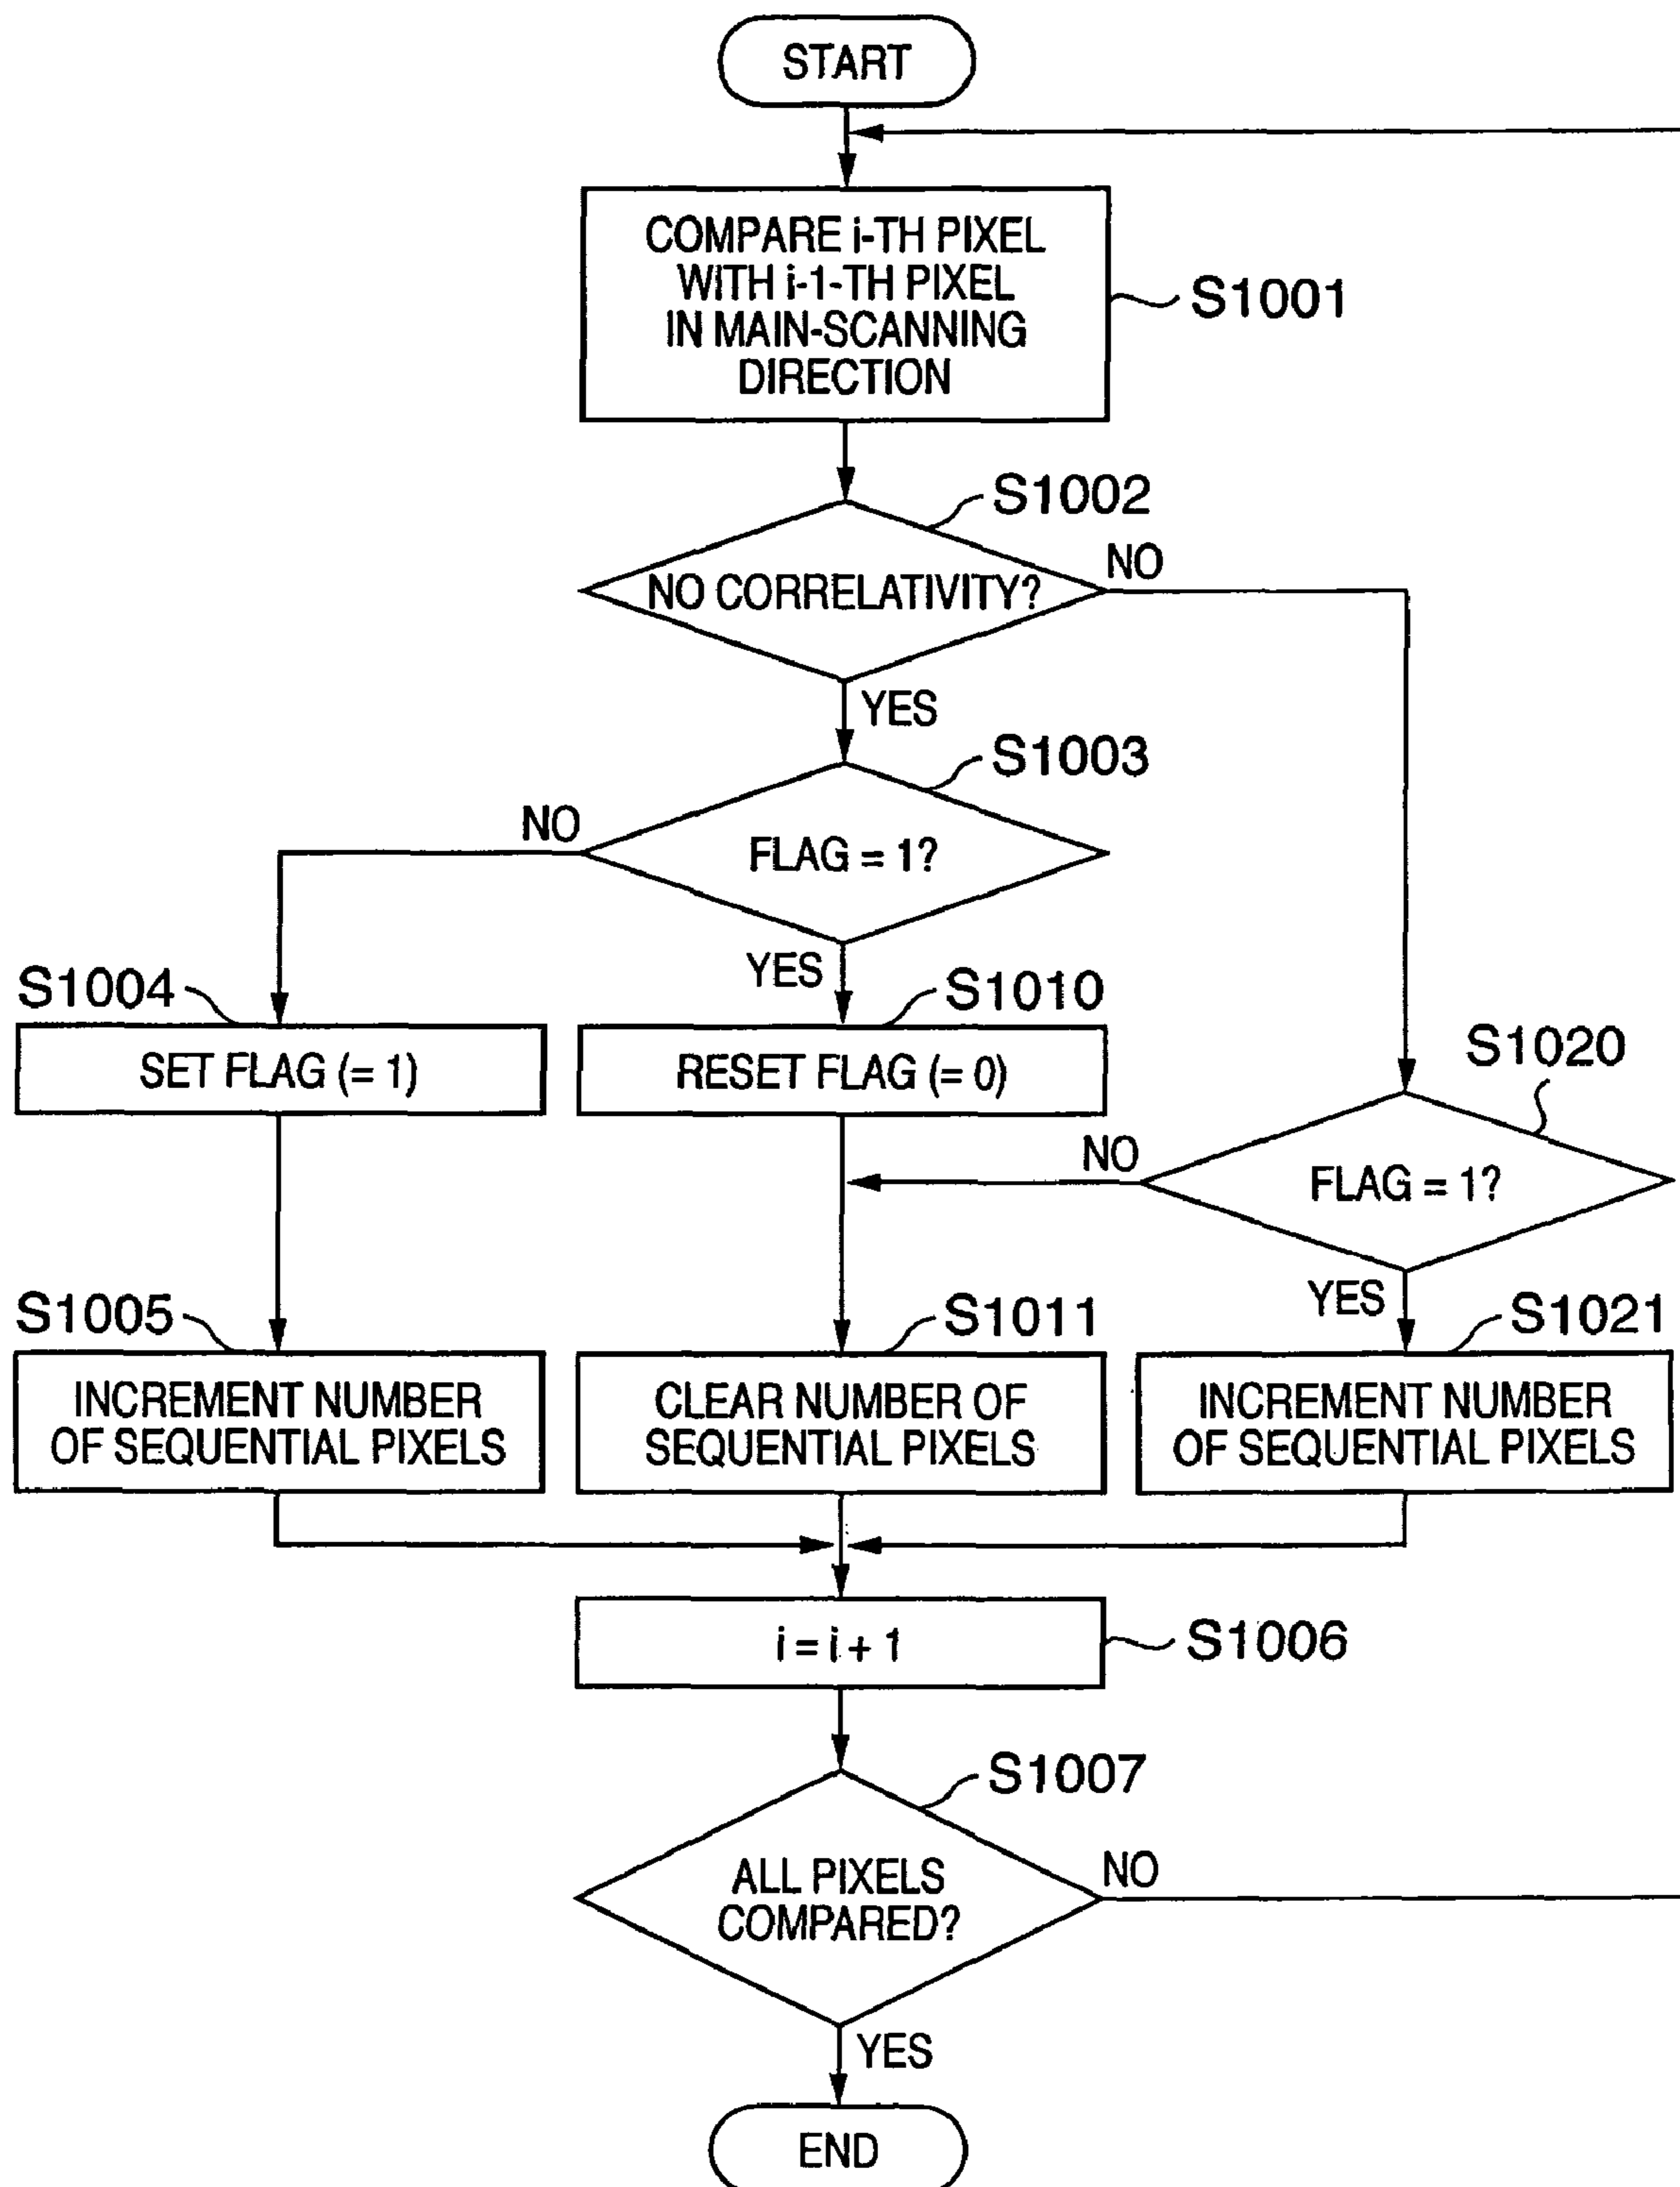 START
COMPARE i-TH PIXEL
WITH i-1-TH PIXEL
IN MAIN-SCANNING
DIRECTION
S1001
S1002
NO CORRELATIVITY?
NO
YES
S1003
FLAG = 1?
NO
YES
S1004
SET FLAG (= 1)
S1010
RESET FLAG (= 0)
S1020
FLAG = 1?
NO
YES
S1005
INCREMENT NUMBER
OF SEQUENTIAL PIXELS
S1011
CLEAR NUMBER OF
SEQUENTIAL PIXELS
S1021
INCREMENT NUMBER
OF SEQUENTIAL PIXELS
i = i + 1
S1006
S1007
ALL PIXELS
COMPARED?
NO
YES
END